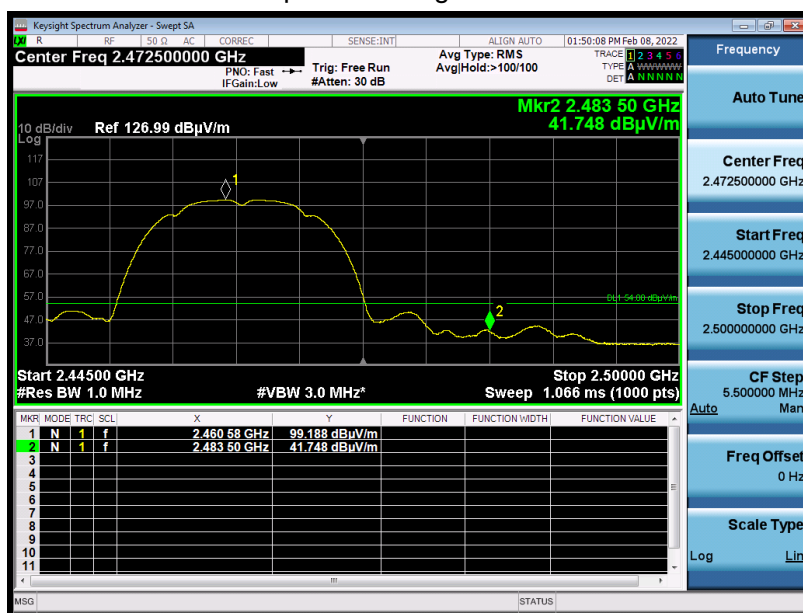 Keysight Spectrum Analyzer - Swept SA
LXI R RF 50 Ω AC CORREC SENSE:INT ALIGN AUTO 01:50:08 PM Feb 08, 2022
Center Freq 2.472500000 GHz
PNO: Fast
IFGain:Low
Trig: Free Run
#Atten: 30 dB
Avg Type: RMS
Avg|Hold:>100/100
TRACE 1 2 3 4 5 6
TYPE A WWWWW
DET A N N N N N
Mkr2 2.483 50 GHz
41.748 dBµV/m
10 dB/div Ref 126.99 dBµV/m
Log
117
107
97.0
87.0
77.0
67.0
57.0
47.0
37.0
1
2
DL1 54.00 dBµV/m
Start 2.44500 GHz Stop 2.50000 GHz
#Res BW 1.0 MHz #VBW 3.0 MHz* Sweep 1.066 ms (1000 pts)
MKR MODE TRC SCL X Y FUNCTION FUNCTION WIDTH FUNCTION VALUE
1 N 1 f 2.460 58 GHz 99.188 dBµV/m
2 N 1 f 2.483 50 GHz 41.748 dBµV/m
3
4
5
6
7
8
9
10
11
MSG STATUS
Frequency
Auto Tune
Center Freq
2.472500000 GHz
Start Freq
2.445000000 GHz
Stop Freq
2.500000000 GHz
CF Step
5.500000 MHz
Auto Man
Freq Offset
0 Hz
Scale Type
Log Lin